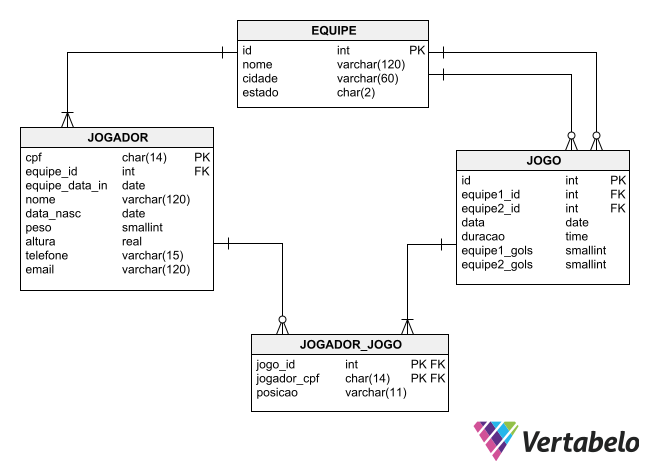 EQUIPE
id int PK
nome varchar(120)
cidade varchar(60)
estado char(2)
JOGADOR
cpf char(14) PK
equipe_id int FK
equipe_data_in date
nome varchar(120)
data_nasc date
peso smallint
altura real
telefone varchar(15)
email varchar(120)
JOGO
id int PK
equipe1_id int FK
equipe2_id int FK
data date
duracao time
equipe1_gols smallint
equipe2_gols smallint
JOGADOR_JOGO
jogo_id int PK FK
jogador_cpf char(14) PK FK
posicao varchar(11)
Vertabelo